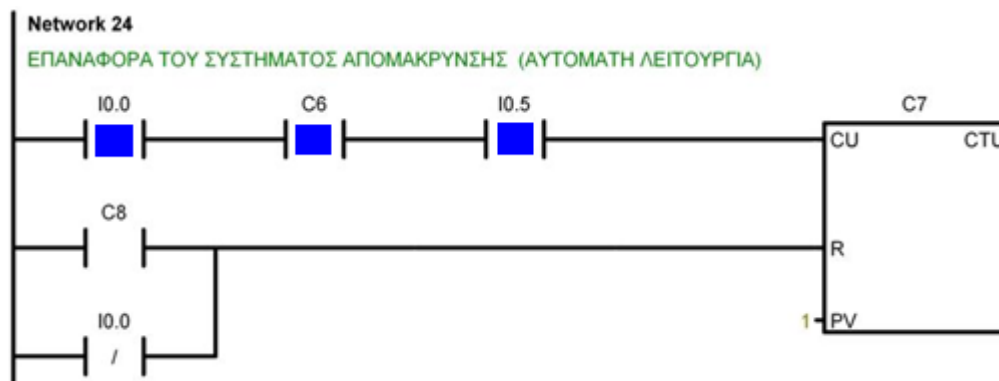 Network 24
ΕΠΑΝΑΦΟΡΑ ΤΟΥ ΣΥΣΤΗΜΑΤΟΣ ΑΠΟΜΑΚΡΥΝΣΗΣ (ΑΥΤΟΜΑΤΗ ΛΕΙΤΟΥΡΓΙΑ)
I0.0 C6 I0.5 C7
CU CTU
C8
R
I0.0
/
1 PV